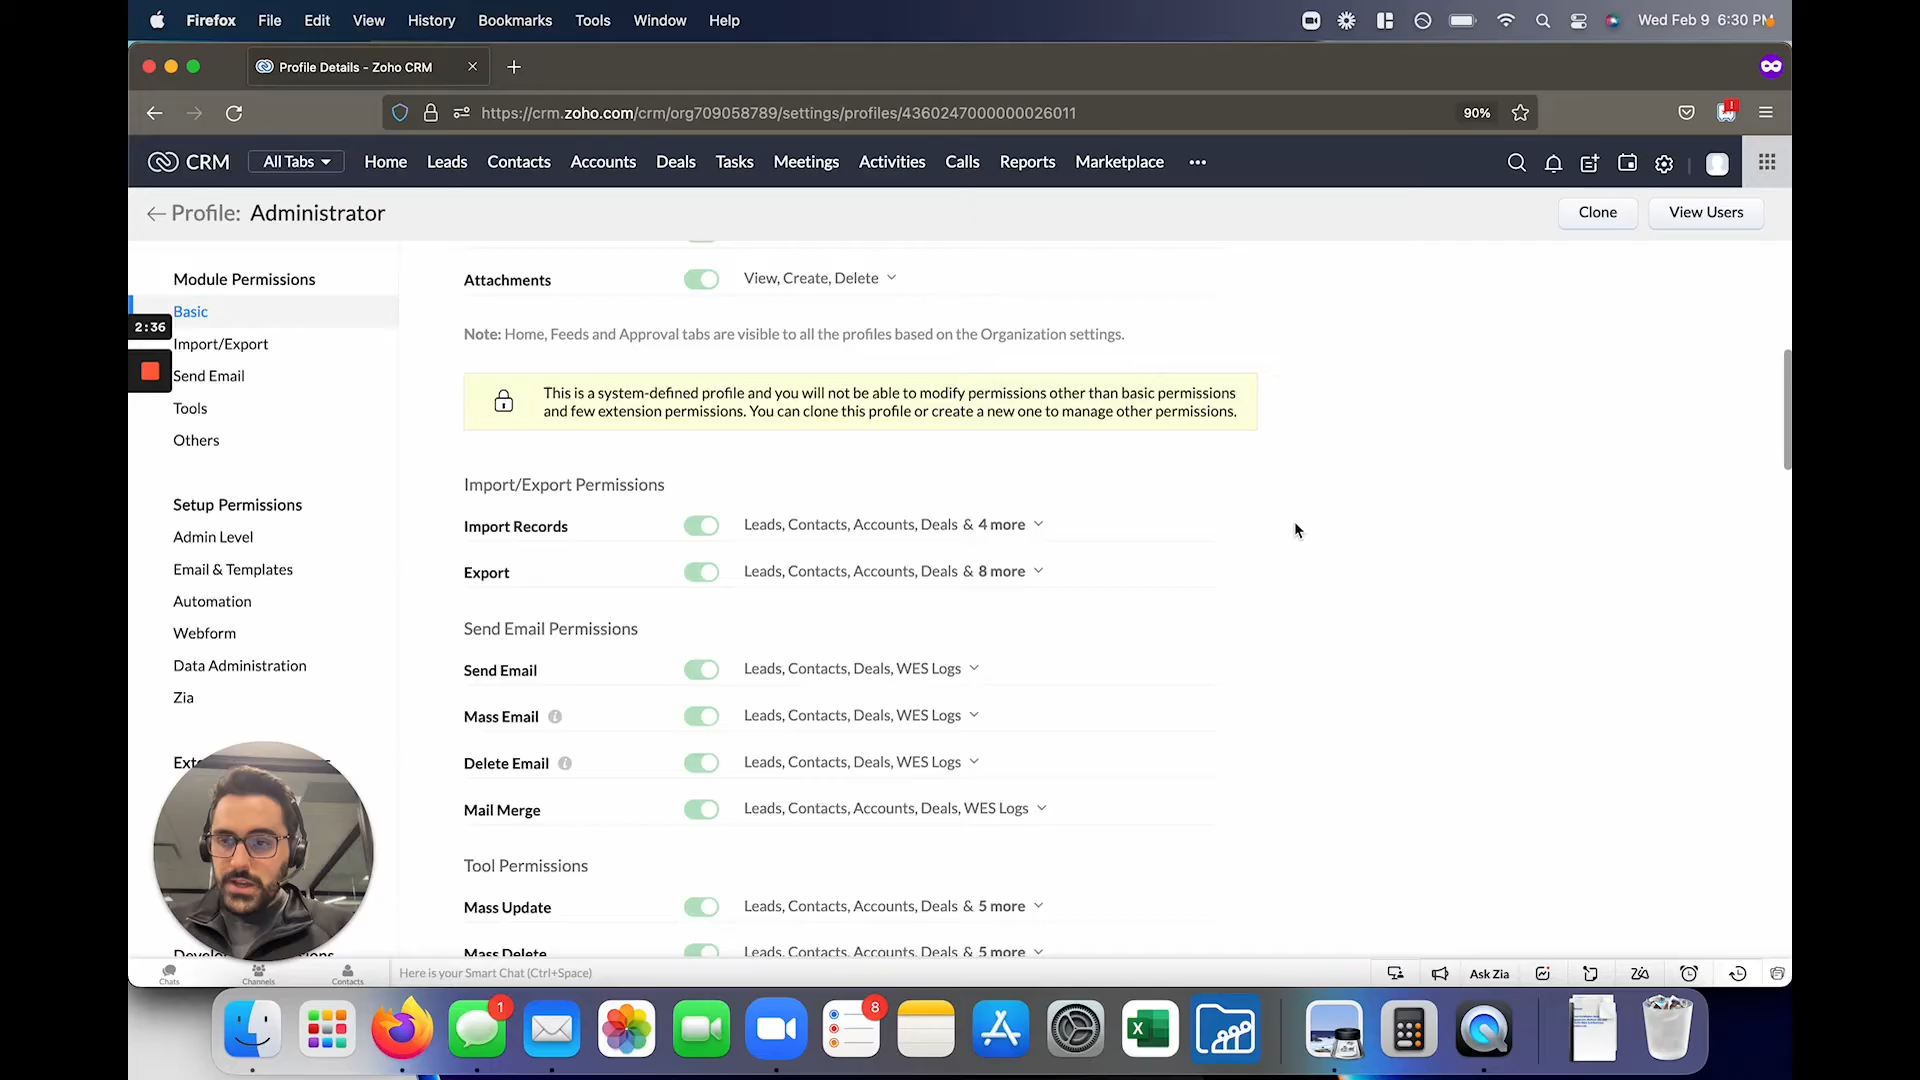 Firefox File Edit View History Bookmarks Tools Window Help
Wed Feb 9 6:30 PM
Profile Details - Zoho CRM
https://crm.zoho.com/crm/org709058789/settings/profiles/4360247000000026011
90%
CRM All Tabs Home Leads Contacts Accounts Deals Tasks Meetings Activities Calls Reports Marketplace
Profile: Administrator
Clone View Users
Module Permissions
Basic
2:36
Import/Export
Send Email
Tools
Others
Setup Permissions
Admin Level
Email & Templates
Automation
Webform
Data Administration
Zia
Attachments View, Create, Delete
Note: Home, Feeds and Approval tabs are visible to all the profiles based on the Organization settings.
This is a system-defined profile and you will not be able to modify permissions other than basic permissions
and few extension permissions. You can clone this profile or create a new one to manage other permissions.
Import/Export Permissions
Import Records Leads, Contacts, Accounts, Deals & 4 more
Export Leads, Contacts, Accounts, Deals & 8 more
Send Email Permissions
Send Email Leads, Contacts, Deals, WES Logs
Mass Email Leads, Contacts, Deals, WES Logs
Delete Email Leads, Contacts, Deals, WES Logs
Mail Merge Leads, Contacts, Accounts, Deals, WES Logs
Tool Permissions
Mass Update Leads, Contacts, Accounts, Deals & 5 more
Mass Delete Leads, Contacts, Accounts, Deals & 5 more
Chats Channels Contacts
Here is your Smart Chat (Ctrl+Space)
Ask Zia
1
8